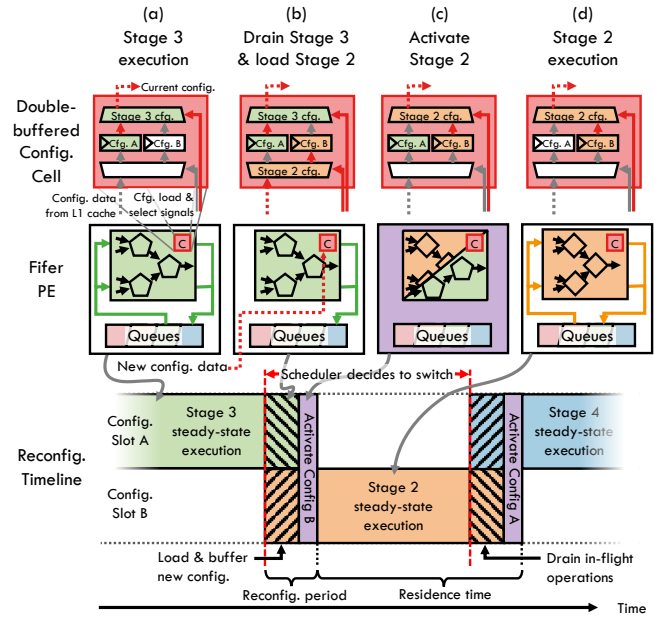 (a)
Stage 3
execution
(b)
Drain Stage 3
& load Stage 2
(c)
Activate
Stage 2
(d)
Stage 2
execution
Current config.
Double-
buffered
Config.
Cell
Stage 3 cfg.
Cfg. A
Cfg. B
Stage 3 cfg.
Cfg. A
Cfg. B
Stage 2 cfg.
Stage 2 cfg.
Cfg. A
Cfg. B
Stage 2 cfg.
Cfg. A
Cfg. B
Config. data
from L1 cache
Cfg. load &
select signals
Fifer
PE
C
C
C
C
Queues
Queues
Queues
Queues
New config. data
Scheduler decides to switch
Reconfig.
Timeline
Config.
Slot A
Stage 3
steady-state
execution
Activate Config B
Activate Config A
Stage 4
steady-state
execution
Config.
Slot B
Stage 2
steady-state
execution
Load & buffer
new config.
Drain in-flight
operations
Reconfig. period
Residence time
Time